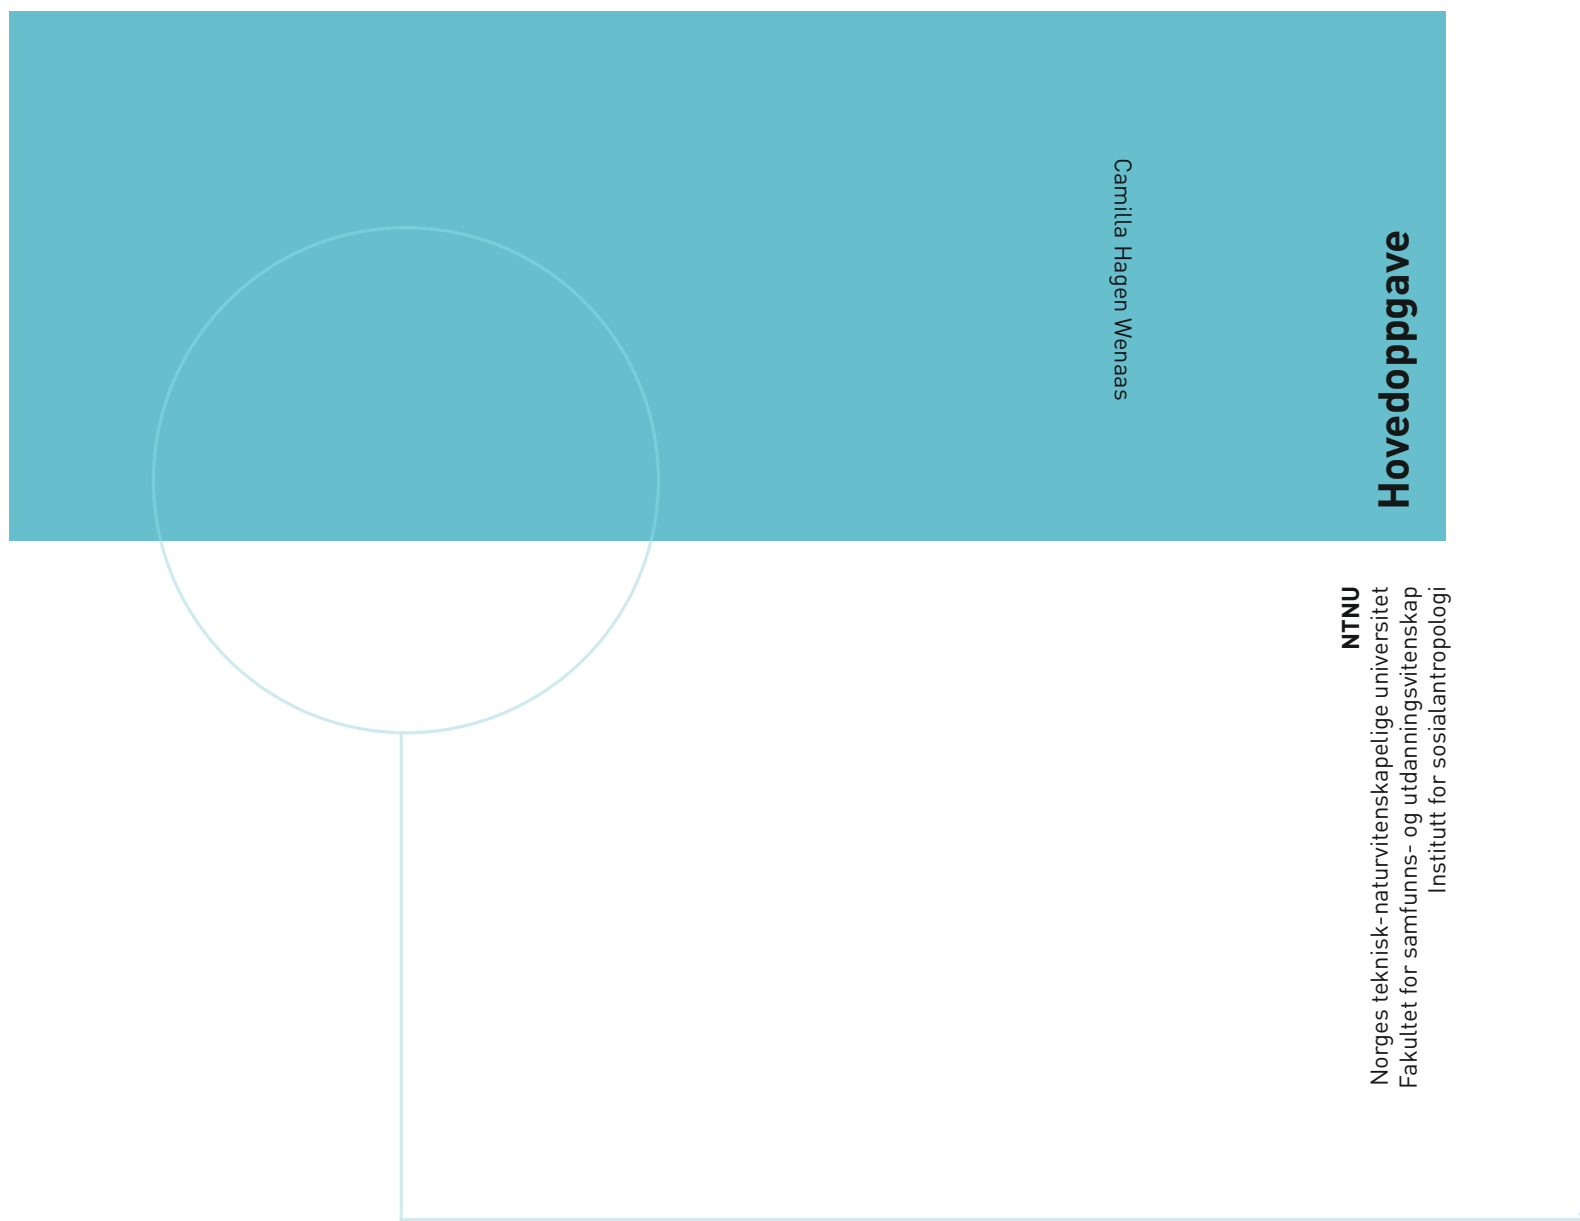 Camilla Hagen Wenaas
Hovedoppgave
NTNU
Norges teknisk-naturvitenskapelige universitet
Fakultet for samfunns- og utdanningsvitenskap
Institutt for sosialantropologi